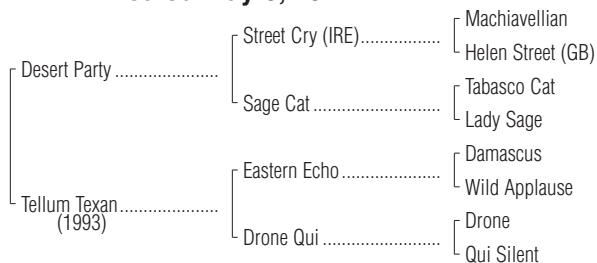 Machiavellian
Street Cry (IRE)
Helen Street (GB)
Desert Party
Tabasco Cat
Sage Cat
Lady Sage
Damascus
Eastern Echo
Wild Applause
Tellum Texan
(1993)
Drone
Drone Qui
Qui Silent